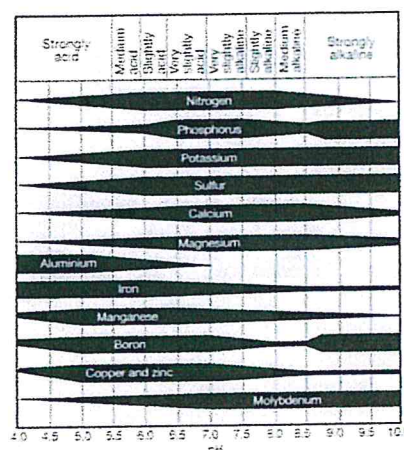 Strongly acid
Medium acid
Slightly acid
Very slightly acid
Very slightly alkaline
Slightly alkaline
Medium alkaline
Strongly alkaline
Nitrogen
Phosphorus
Potassium
Sulfur
Calcium
Magnesium
Aluminium
Iron
Manganese
Boron
Copper and zinc
Molybdenum
4.0 4.5 5.0 5.5 6.0 6.5 7.0 7.5 8.0 8.5 9.0 9.5 10.